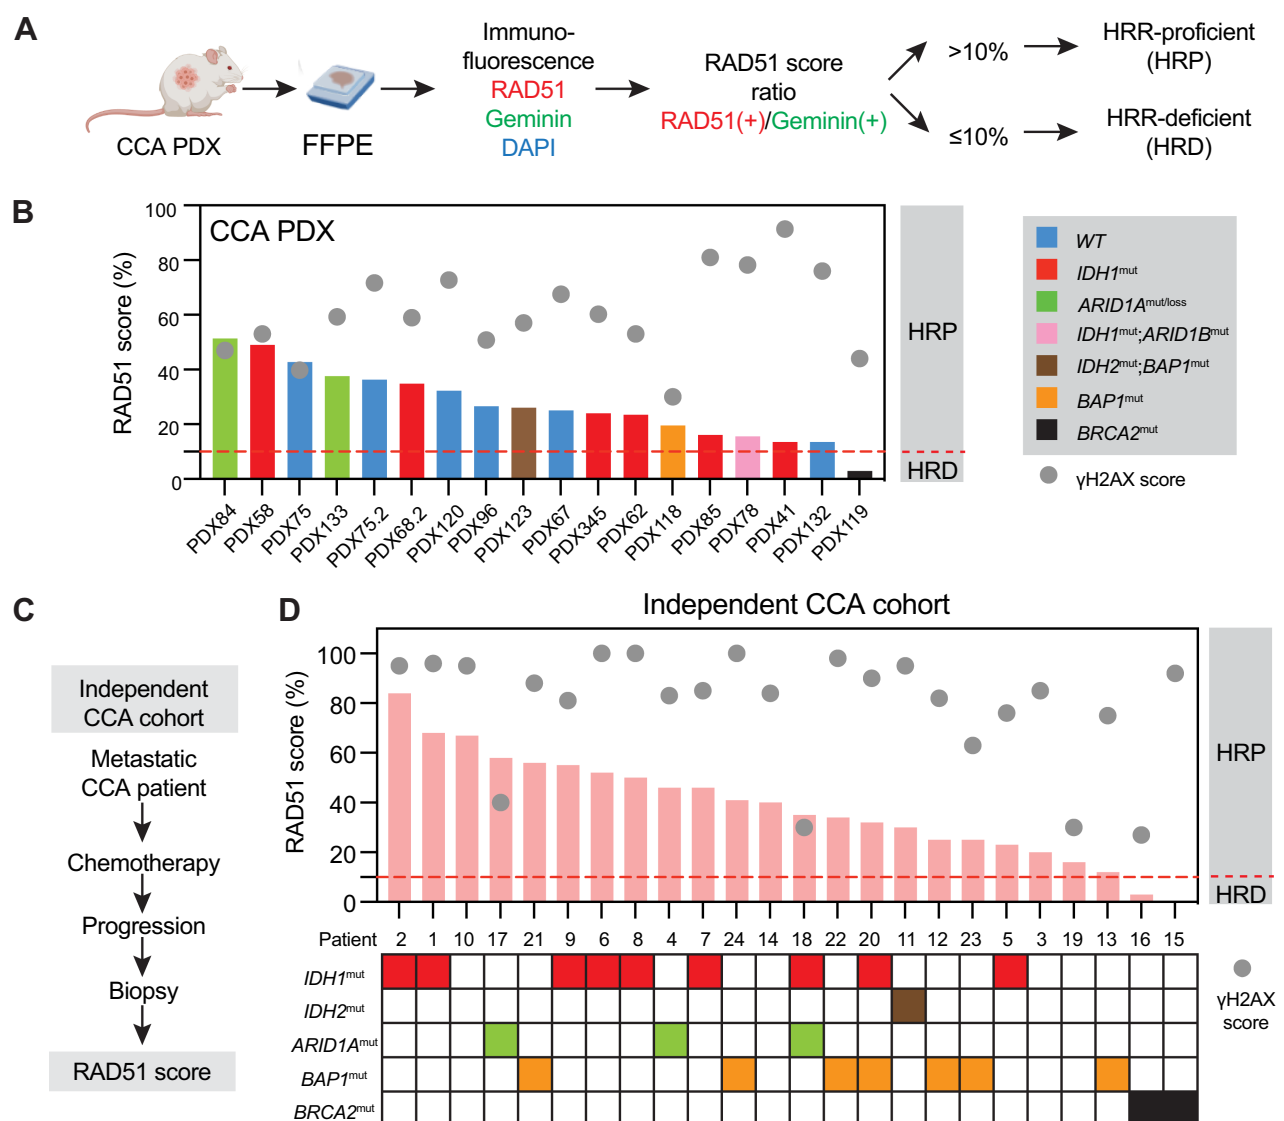 A
CCA PDX
FFPE
Immuno-
fluorescence
RAD51
Geminin
DAPI
RAD51 score
ratio
RAD51(+)/Geminin(+)
>10%
≤10%
HRR-proficient
(HRP)
HRR-deficient
(HRD)
B
CCA PDX
RAD51 score (%)
100
80
60
40
20
0
PDX84
PDX58
PDX75
PDX133
PDX75.2
PDX68.2
PDX120
PDX96
PDX123
PDX67
PDX345
PDX62
PDX118
PDX85
PDX78
PDX41
PDX132
PDX119
HRP
HRD
WT
IDH1mut
ARID1Amut/loss
IDH1mut;ARID1Bmut
IDH2mut;BAP1mut
BAP1mut
BRCA2mut
γH2AX score
C
Independent
CCA cohort
Metastatic
CCA patient
Chemotherapy
Progression
Biopsy
RAD51 score
D
Independent CCA cohort
RAD51 score (%)
100
80
60
40
20
0
HRP
HRD
Patient 2 1 10 17 21 9 6 8 4 7 24 14 18 22 20 11 12 23 5 3 19 13 16 15
IDH1mut
IDH2mut
ARID1Amut
BAP1mut
BRCA2mut
γH2AX
score